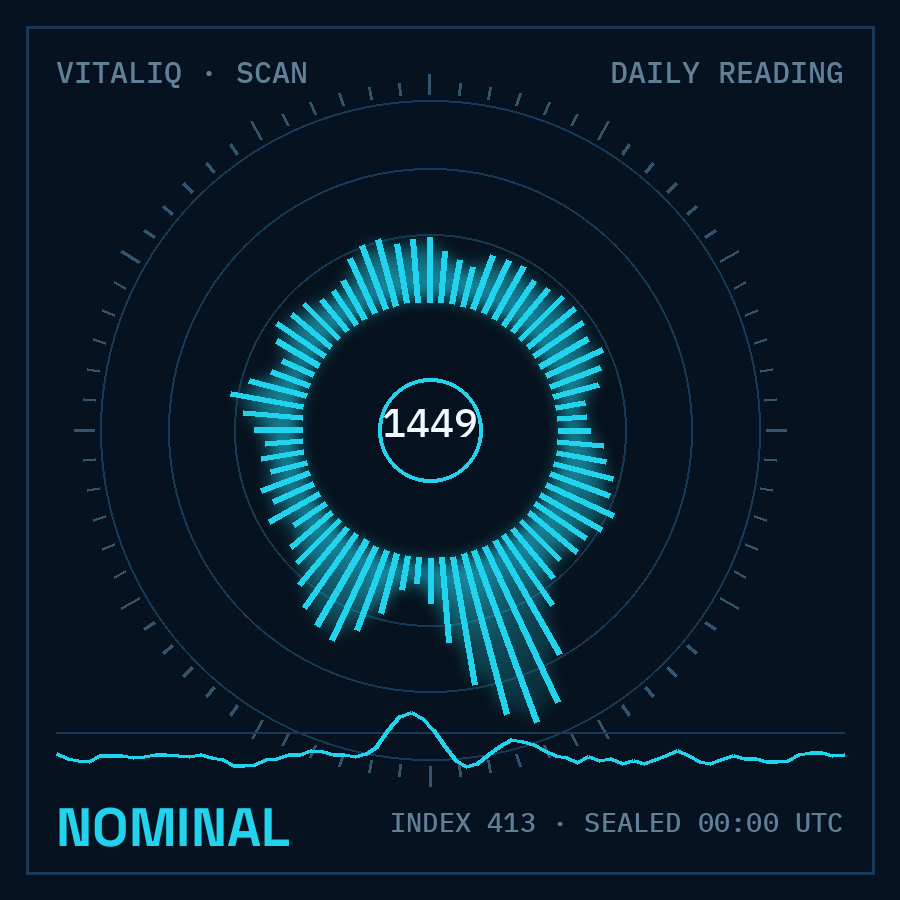 VITALIQ · SCAN
DAILY READING
1449
NOMINAL
INDEX 413 · SEALED 00:00 UTC